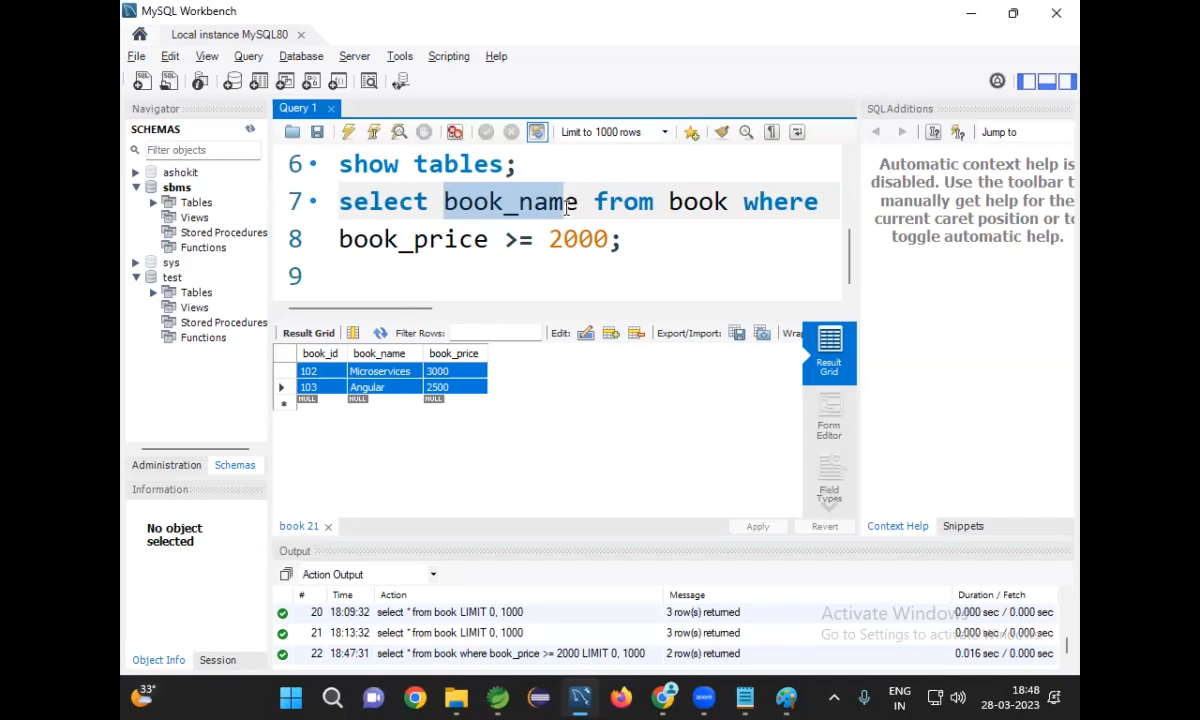 MySQL Workbench
Local instance MySQL80
File Edit View Query Database Server Tools Scripting Help
Navigator
SCHEMAS
Filter objects
ashokit
sbms
Tables
Views
Stored Procedures
Functions
sys
test
Tables
Views
Stored Procedures
Functions
Administration Schemas
Information
No object
selected
Object Info Session
Query 1
Limit to 1000 rows
6 show tables;
7 select book_name from book where
8 book_price >= 2000;
9
Result Grid Filter Rows: Edit: Export/Import: Wra
book_id book_name book_price
102 Microservices 3000
103 Angular 2500
NULL NULL NULL
Result
Grid
Form
Editor
Field
Types
book 21 Apply Revert
SQL Additions
Jump to
Automatic context help is
disabled. Use the toolbar t
manually get help for the
current caret position or to
toggle automatic help.
Context Help Snippets
Output
Action Output
# Time Action Message Duration / Fetch
20 18:09:32 select * from book LIMIT 0, 1000 3 row(s) returned 0.000 sec / 0.000 sec
21 18:13:32 select * from book LIMIT 0, 1000 3 row(s) returned 0.000 sec / 0.000 sec
22 18:47:31 select * from book where book_price >= 2000 LIMIT 0, 1000 2 row(s) returned 0.016 sec / 0.000 sec
Activate Windows
Go to Settings to activate Windows.
33°
zoom
ENG
IN
18:48
28-03-2023